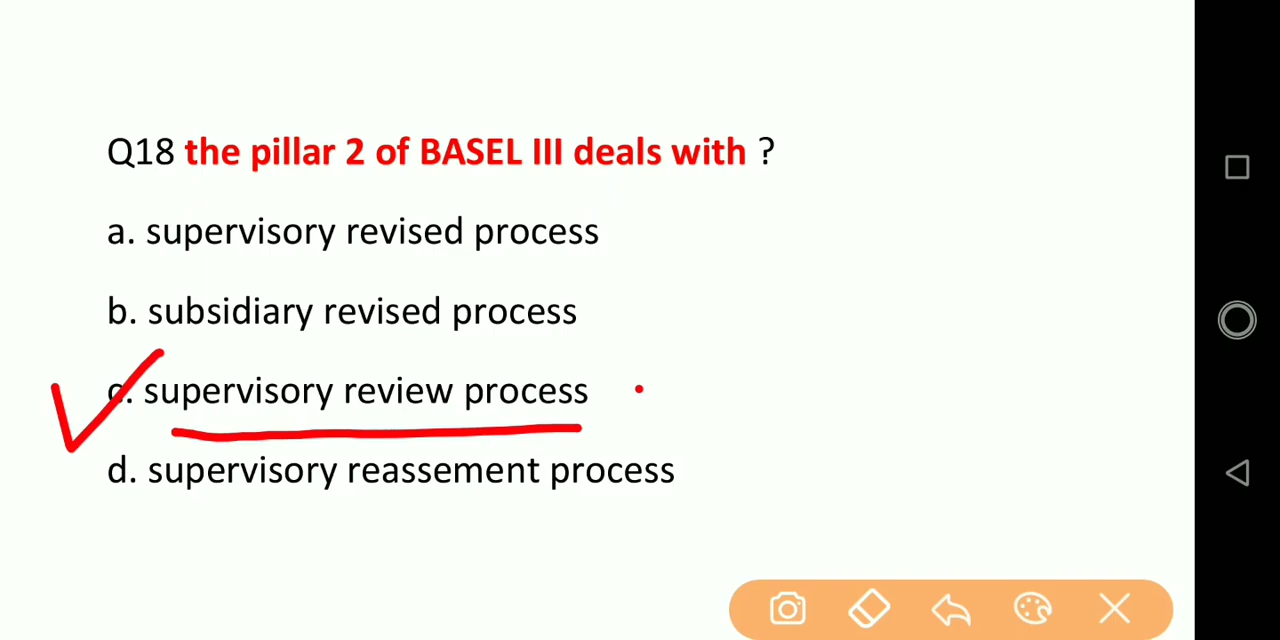 Q18 the pillar 2 of BASEL III deals with ?
a. supervisory revised process
b. subsidiary revised process
c. supervisory review process
d. supervisory reassement process